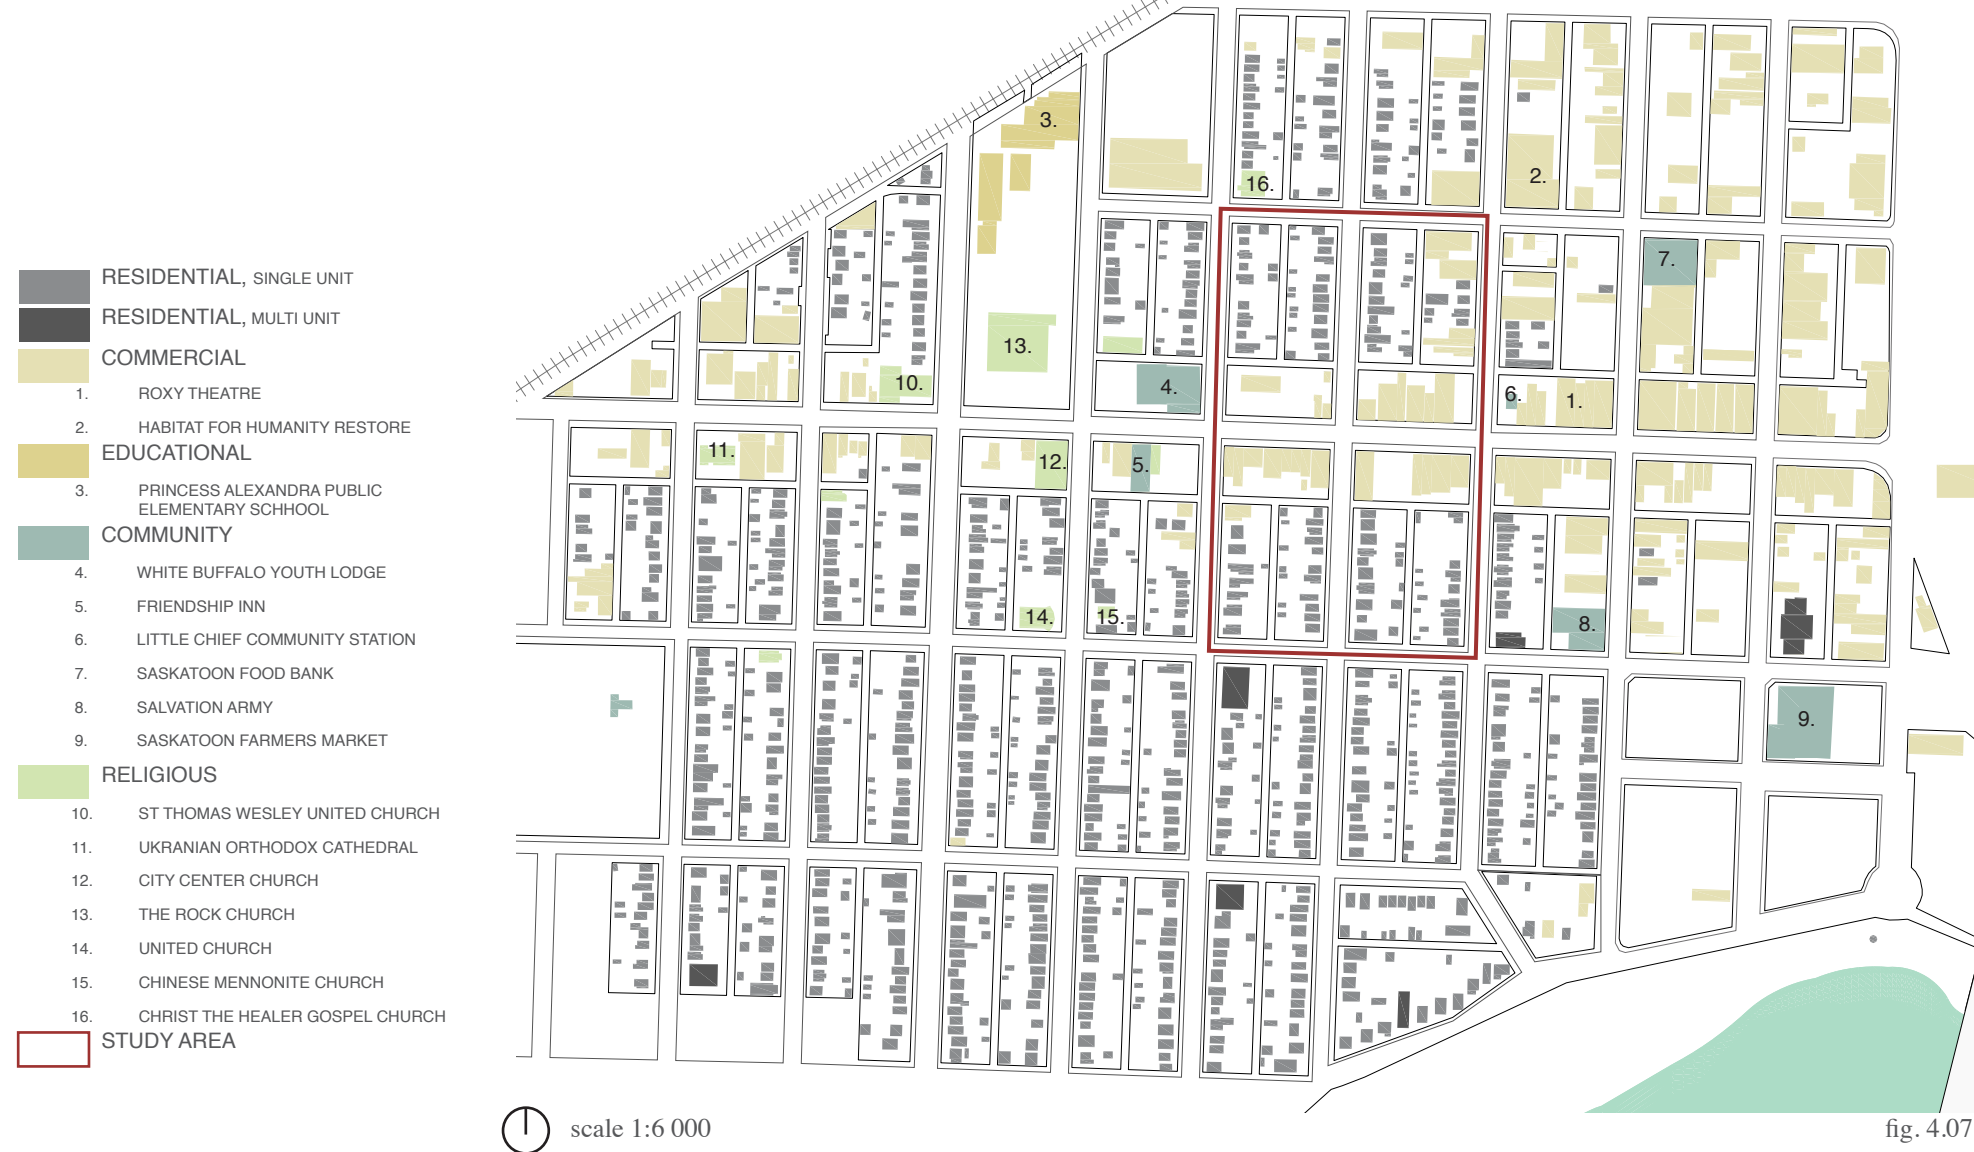 RESIDENTIAL, SINGLE UNIT
RESIDENTIAL, MULTI UNIT
COMMERCIAL
1. ROXY THEATRE
2. HABITAT FOR HUMANITY RESTORE
EDUCATIONAL
3. PRINCESS ALEXANDRA PUBLIC
ELEMENTARY SCHHOOL
COMMUNITY
4. WHITE BUFFALO YOUTH LODGE
5. FRIENDSHIP INN
6. LITTLE CHIEF COMMUNITY STATION
7. SASKATOON FOOD BANK
8. SALVATION ARMY
9. SASKATOON FARMERS MARKET
RELIGIOUS
10. ST THOMAS WESLEY UNITED CHURCH
11. UKRANIAN ORTHODOX CATHEDRAL
12. CITY CENTER CHURCH
13. THE ROCK CHURCH
14. UNITED CHURCH
15. CHINESE MENNONITE CHURCH
16. CHRIST THE HEALER GOSPEL CHURCH
STUDY AREA
3.
16.
2.
7.
13.
10.
4.
6.
1.
11.
12.
5.
14.
15.
8.
9.
scale 1:6 000
fig. 4.07